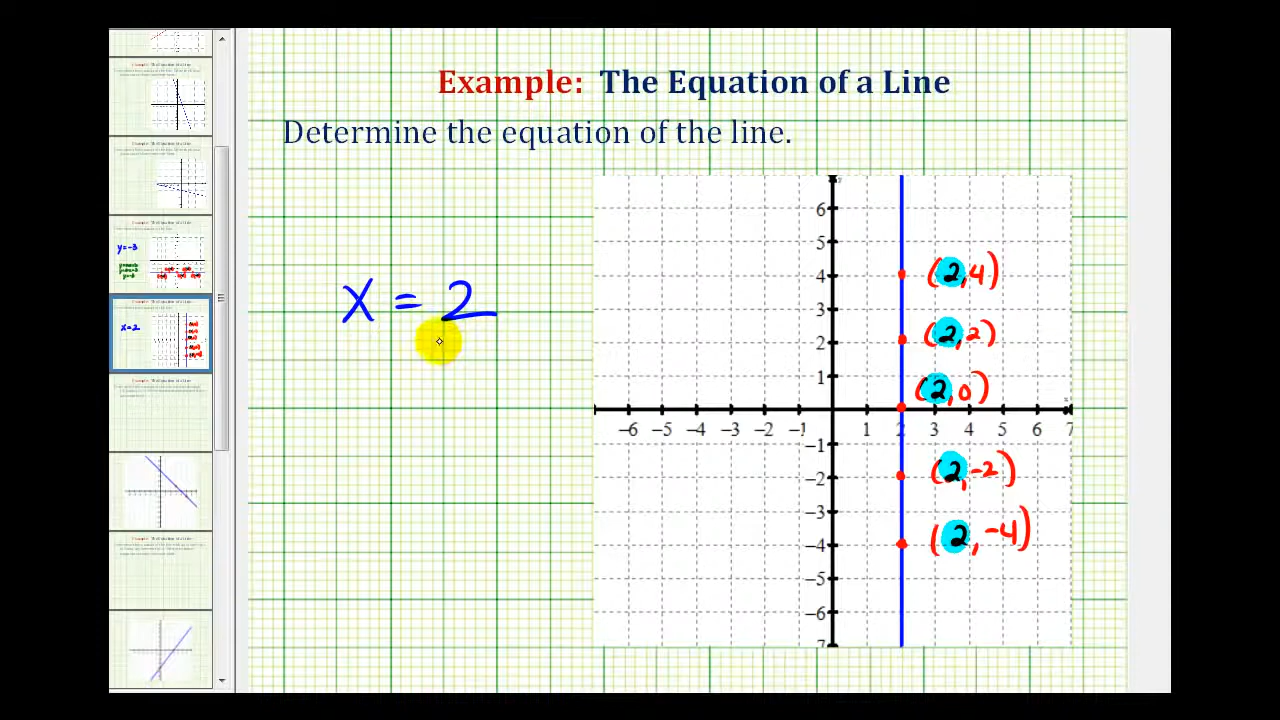 Example: The Equation of a Line
Determine the equation of the line.
x = 2
y
6
5
4
3
2
1
(2,4)
(2,2)
(2,0)
x
-6 -5 -4 -3 -2 -1 1 2 3 4 5 6 7
-1
-2
-3
-4
-5
-6
(2,-2)
(2,-4)
y=-3
x=2